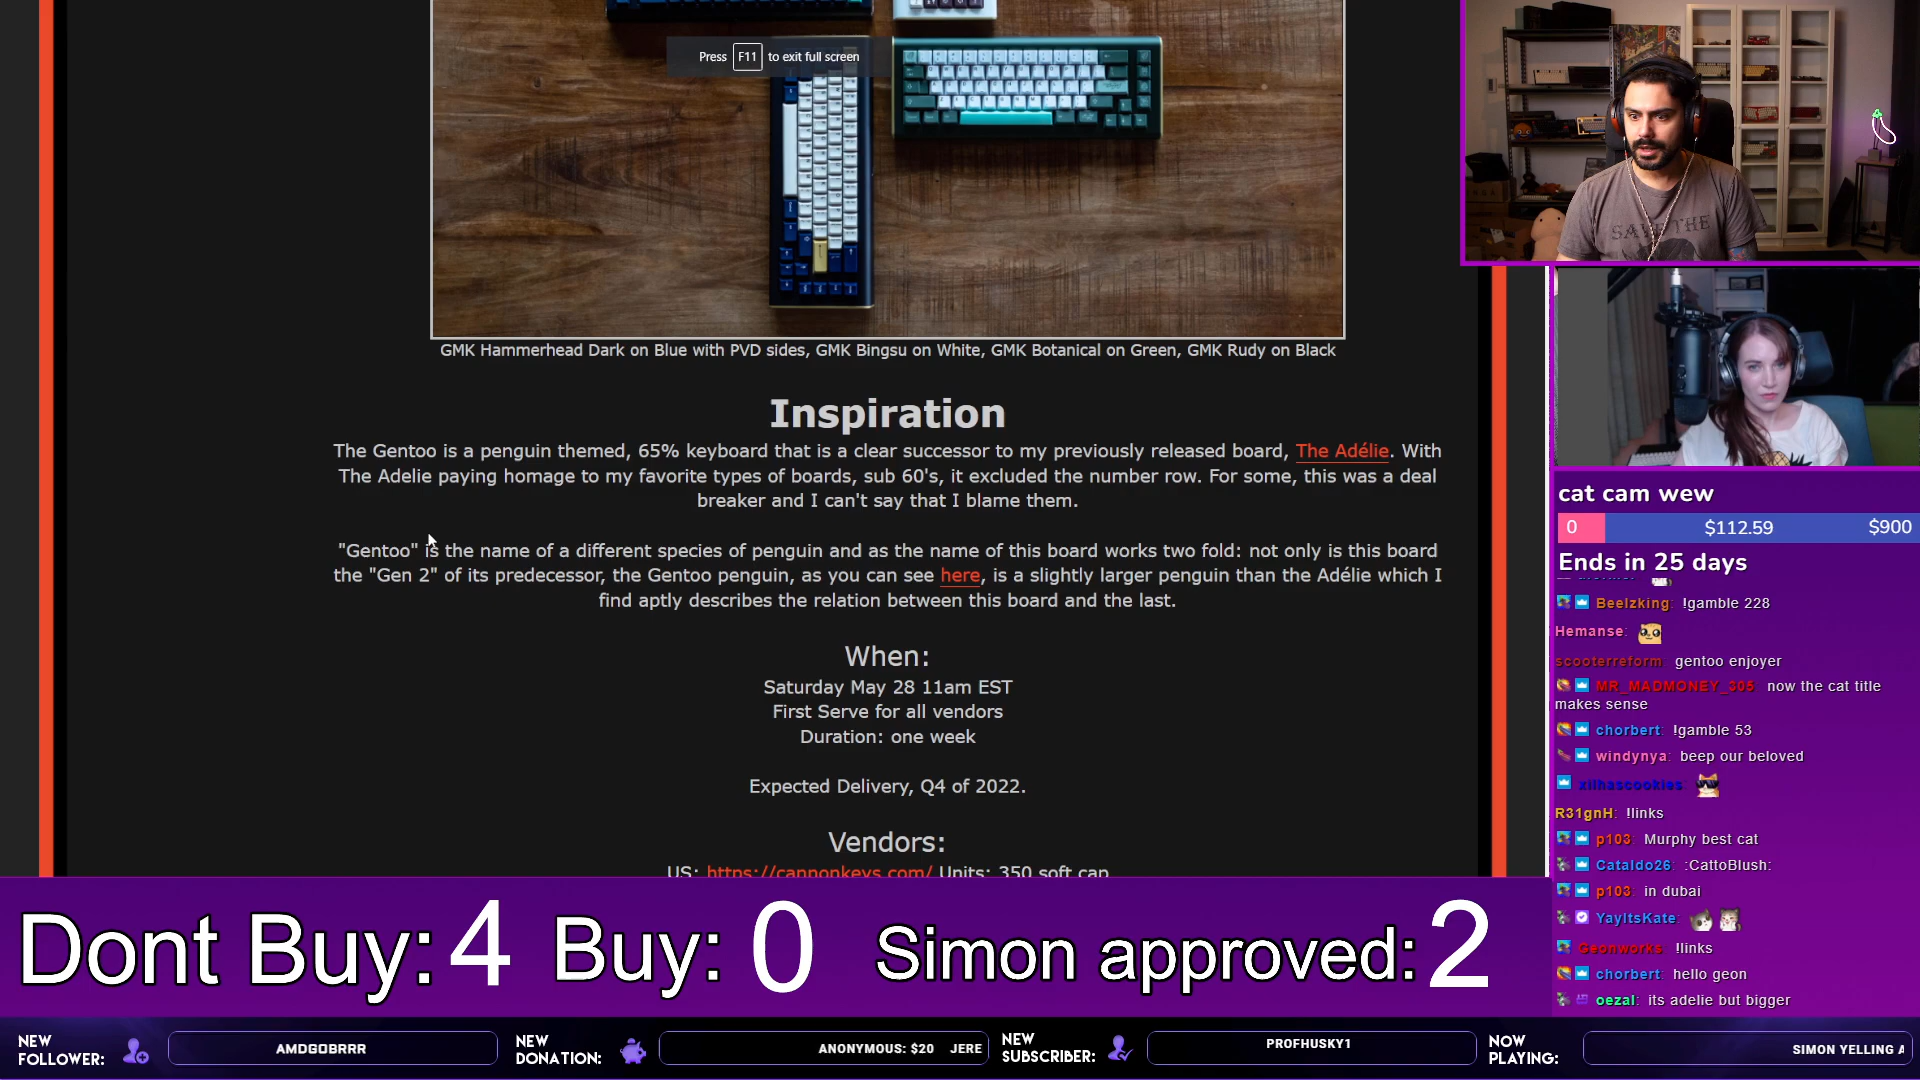 Press F11 to exit full screen
GMK Hammerhead Dark on Blue with PVD sides, GMK Bingsu on White, GMK Botanical on Green, GMK Rudy on Black
Inspiration
The Gentoo is a penguin themed, 65% keyboard that is a clear successor to my previously released board, The Adélie. With
The Adelie paying homage to my favorite types of boards, sub 60's, it excluded the number row. For some, this was a deal
breaker and I can't say that I blame them.
"Gentoo" is the name of a different species of penguin and as the name of this board works two fold: not only is this board
the "Gen 2" of its predecessor, the Gentoo penguin, as you can see here, is a slightly larger penguin than the Adélie which I
find aptly describes the relation between this board and the last.
When:
Saturday May 28 11am EST
First Serve for all vendors
Duration: one week
Expected Delivery, Q4 of 2022.
Vendors:
US: https://cannonkeys.com/ Units: 350 soft cap
cat cam wew
0 $112.59 $900
Ends in 25 days
Beelzking: !gamble 228
Hemanse:
scooterreform: gentoo enjoyer
MR_MADMONEY_305: now the cat title
makes sense
chorbert: !gamble 53
windynya: beep our beloved
xiihascookies:
R31gnH: !links
p103: Murphy best cat
Cataldo26: :CattoBlush:
p103: in dubai
YayItsKate:
Geonworks: !links
chorbert: hello geon
oezal: its adelie but bigger
Dont Buy: 4 Buy: 0 Simon approved: 2
NEW FOLLOWER: AMDGOBRRR
NEW DONATION: ANONYMOUS: $20 JERE
NEW SUBSCRIBER: PROFHUSKY1
NOW PLAYING: SIMON YELLING A